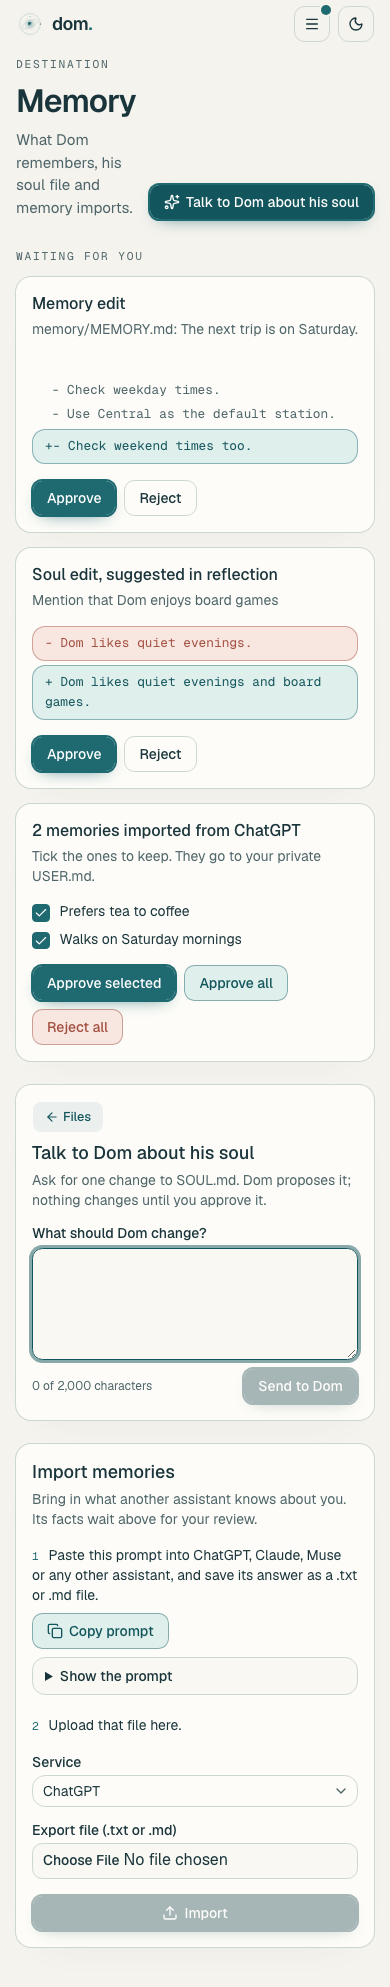 dom.
DESTINATION
Memory
What Dom
remembers, his
soul file and
memory imports.
Talk to Dom about his soul
WAITING FOR YOU
Memory edit
memory/MEMORY.md: The next trip is on Saturday.
- Check weekday times.
- Use Central as the default station.
+- Check weekend times too.
Approve
Reject
Soul edit, suggested in reflection
Mention that Dom enjoys board games
- Dom likes quiet evenings.
+ Dom likes quiet evenings and board
games.
Approve
Reject
2 memories imported from ChatGPT
Tick the ones to keep. They go to your private
USER.md.
Prefers tea to coffee
Walks on Saturday mornings
Approve selected
Approve all
Reject all
← Files
Talk to Dom about his soul
Ask for one change to SOUL.md. Dom proposes it;
nothing changes until you approve it.
What should Dom change?
0 of 2,000 characters
Send to Dom
Import memories
Bring in what another assistant knows about you.
Its facts wait above for your review.
1 Paste this prompt into ChatGPT, Claude, Muse
or any other assistant, and save its answer as a .txt
or .md file.
Copy prompt
Show the prompt
2 Upload that file here.
Service
ChatGPT
Export file (.txt or .md)
Choose File No file chosen
Import